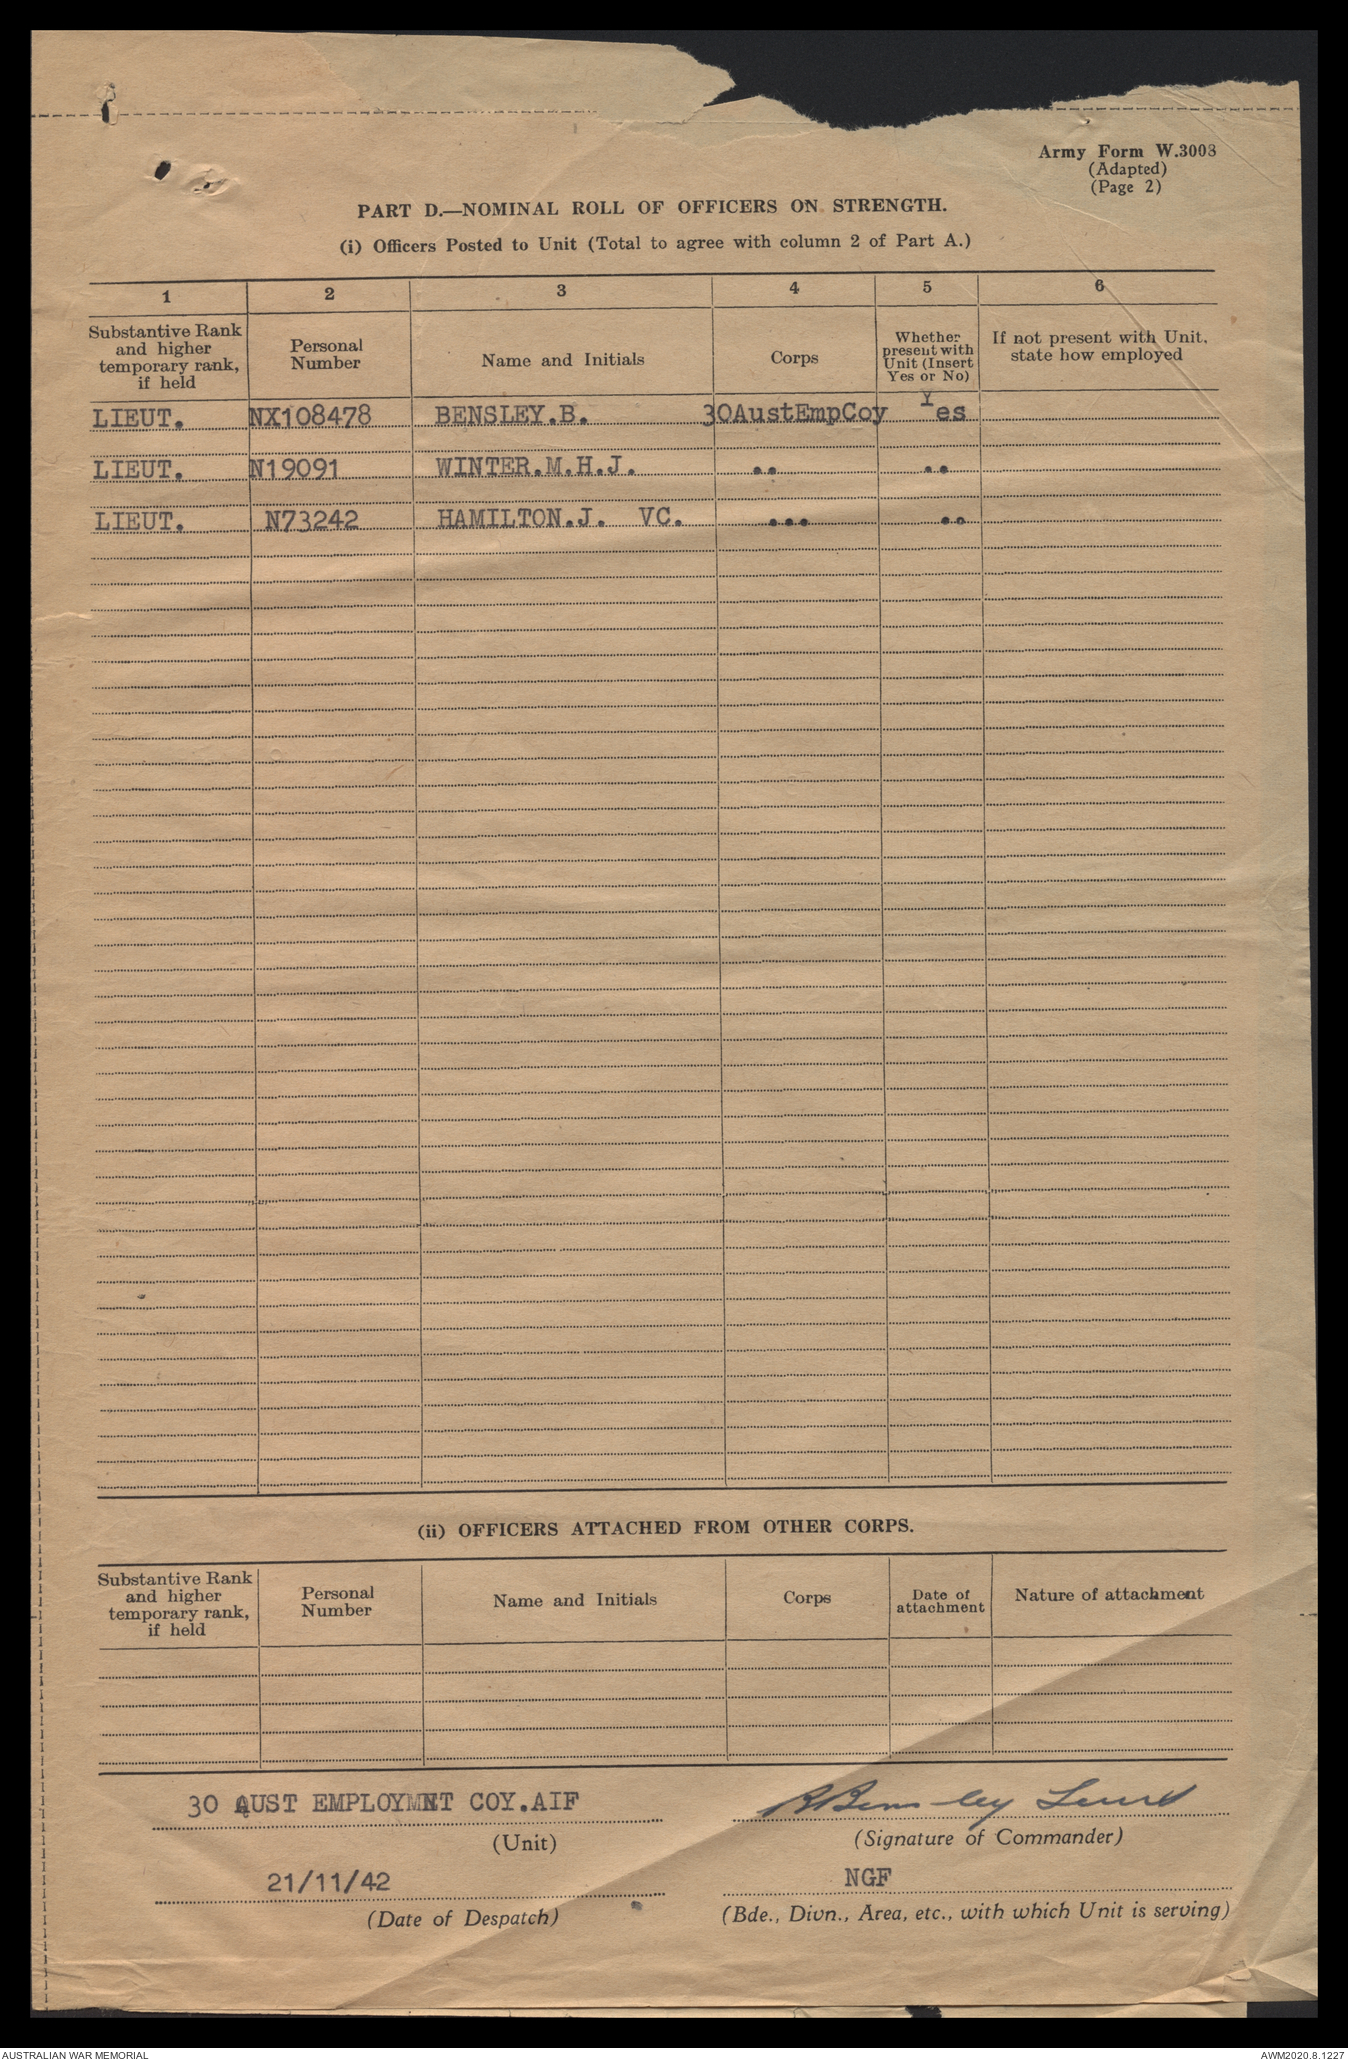 Army Form W.3008
(Adapted)
(Page 2)
PART D.—NOMINAL ROLL OF OFFICERS ON STRENGTH.
(i) Officers Posted to Unit (Total to agree with column 2 of Part A.)
1 2 3 4 5 6
Substantive Rank and higher temporary rank, if held
Personal Number
Name and Initials
Corps
Whether present with Unit (Insert Yes or No)
If not present with Unit, state how employed
LIEUT. NX108478 BENSLEY.B. 30AustEmpCoy Yes
LIEUT. N19091 WINTER.M.H.J. .. ..
LIEUT. N73242 HAMILTON.J. VC. ... ..
(ii) OFFICERS ATTACHED FROM OTHER CORPS.
Substantive Rank and higher temporary rank, if held
Personal Number
Name and Initials
Corps
Date of attachment
Nature of attachment
30 AUST EMPLOYMNT COY.AIF
(Unit)
BBensley Lieut
(Signature of Commander)
21/11/42
(Date of Despatch)
NGF
(Bde., Divn., Area, etc., with which Unit is serving)
AUSTRALIAN WAR MEMORIAL
AWM2020.8.1227